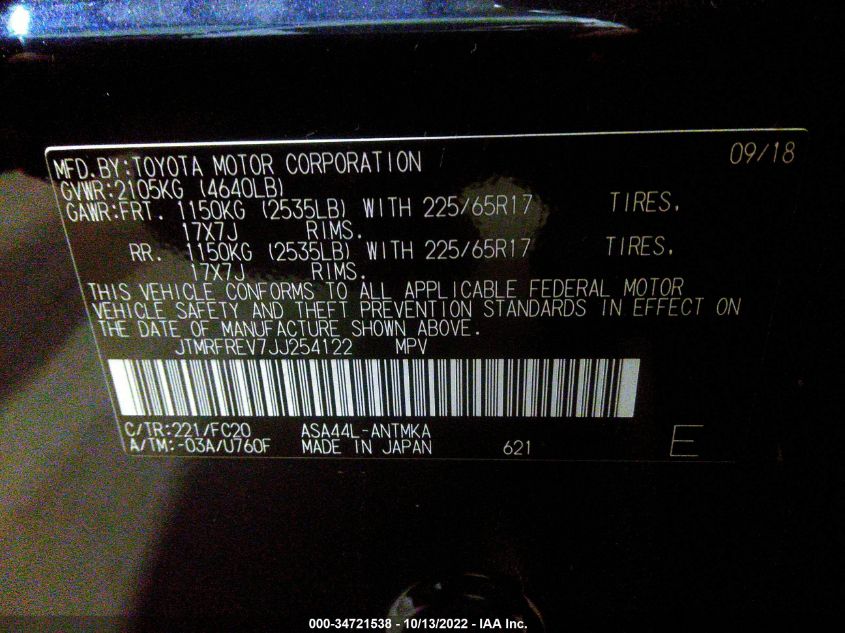 09/18
MFD.BY:TOYOTA MOTOR CORPORATION
GVWR:2105KG (4640LB)
GAWR:FRT. 1150KG (2535LB) WITH 225/65R17 TIRES,
17X7J RIMS.
RR. 1150KG (2535LB) WITH 225/65R17 TIRES,
17X7J RIMS.
THIS VEHICLE CONFORMS TO ALL APPLICABLE FEDERAL MOTOR
VEHICLE SAFETY AND THEFT PREVENTION STANDARDS IN EFFECT ON
THE DATE OF MANUFACTURE SHOWN ABOVE.
JTMRFREV7JJ254122 MPV
C/TR:221/FC20 ASA44L-ANTMKA
A/TM:-03A/U760F MADE IN JAPAN 621 E
000-34721538 - 10/13/2022 - IAA Inc.